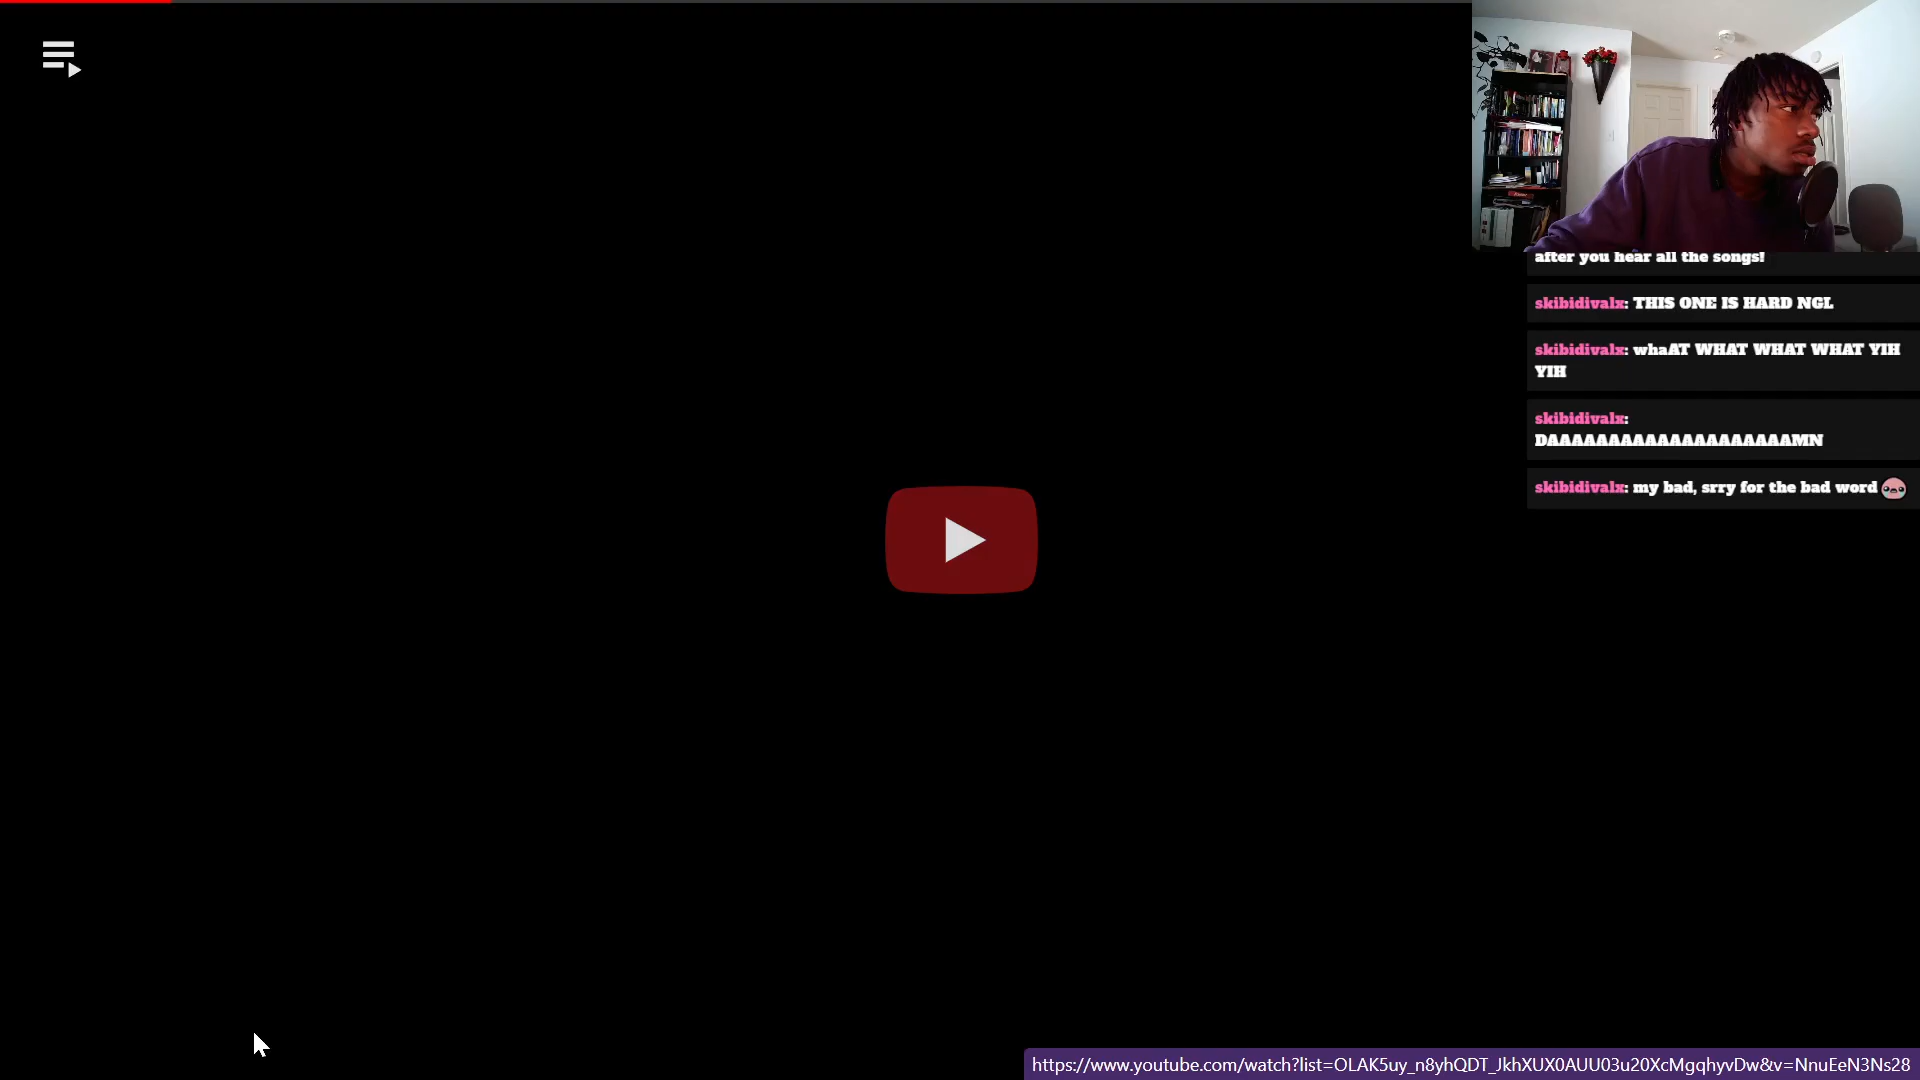 after you hear all the songs!
skibidivalx: THIS ONE IS HARD NGL
skibidivalx: whaAT WHAT WHAT WHAT YIH
YIH
skibidivalx:
DAAAAAAAAAAAAAAAAAAAAMN
skibidivalx: my bad, srry for the bad word
https://www.youtube.com/watch?list=OLAK5uy_n8yhQDT_JkhXUX0AUU03u20XcMgqhyvDw&v=NnuEeN3Ns28